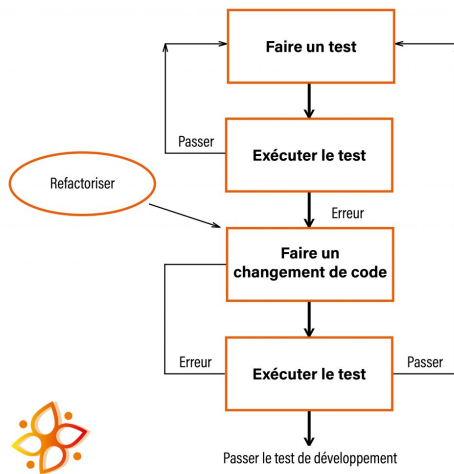 Faire un test
Passer
Exécuter le test
Refactoriser
Erreur
Faire un
changement de code
Erreur
Exécuter le test
Passer
Passer le test de développement